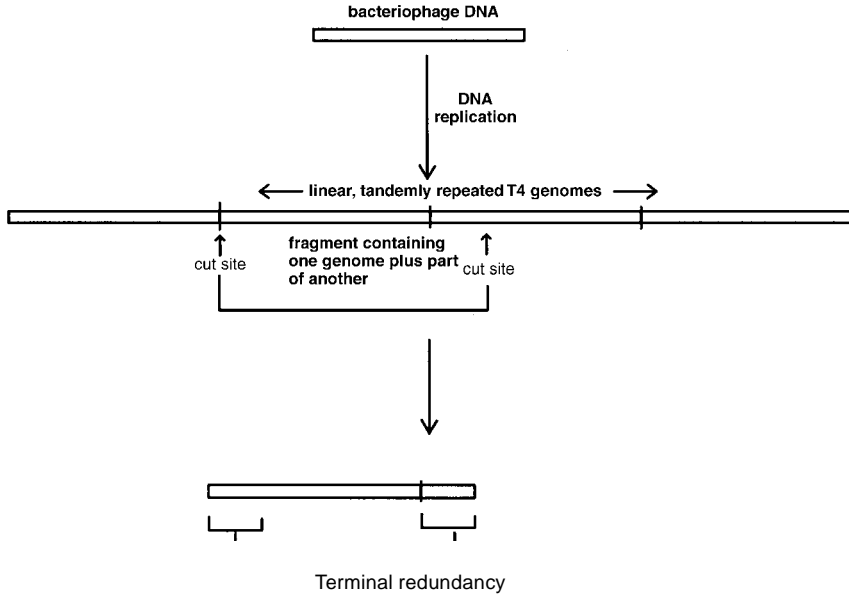 bacteriophage DNA
DNA
replication
linear, tandemly repeated T4 genomes
fragment containing
one genome plus part
of another
cut site
cut site
Terminal redundancy